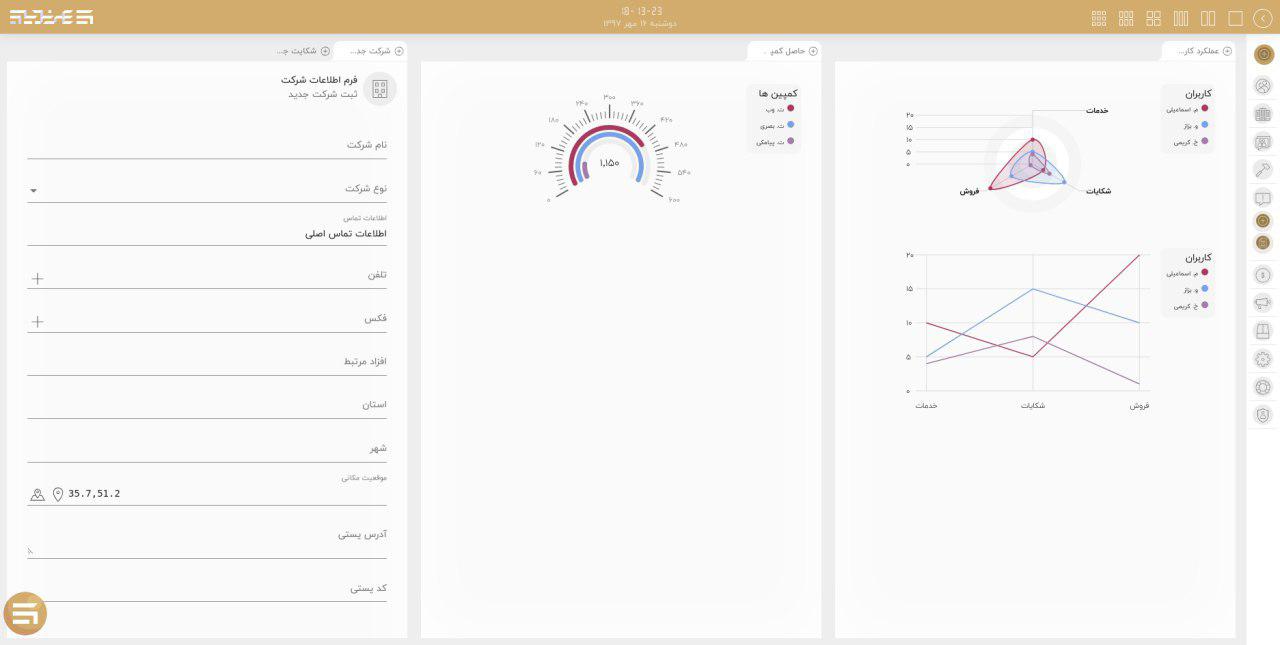 18-13-23
دوشنبه ۱۶ مهر ۱۳۹۷
عملکرد کار...
کاربران
م. اسماعیلی
و. بزاز
خ. کریمی
خدمات
۲۰
۱۵
۱۰
۵
۰
فروش
شکایات
کاربران
م. اسماعیلی
و. بزاز
خ. کریمی
۲۰
۱۵
۱۰
۵
۰
خدمات
شکایات
فروش
حاصل کمپ...
کمپین ها
ت. وب
ت. بصری
ت. پیامکی
۰
۶۰
۱۲۰
۱۸۰
۲۴۰
۳۰۰
۳۶۰
۴۲۰
۴۸۰
۵۴۰
۶۰۰
۱,۱۵۰
شرکت جد...
شکایت ج...
فرم اطلاعات شرکت
ثبت شرکت جدید
نام شرکت
نوع شرکت
اطلاعات تماس
اطلاعات تماس اصلی
تلفن
فکس
افراد مرتبط
استان
شهر
موقعیت مکانی
35.7,51.2
آدرس پستی
کد پستی